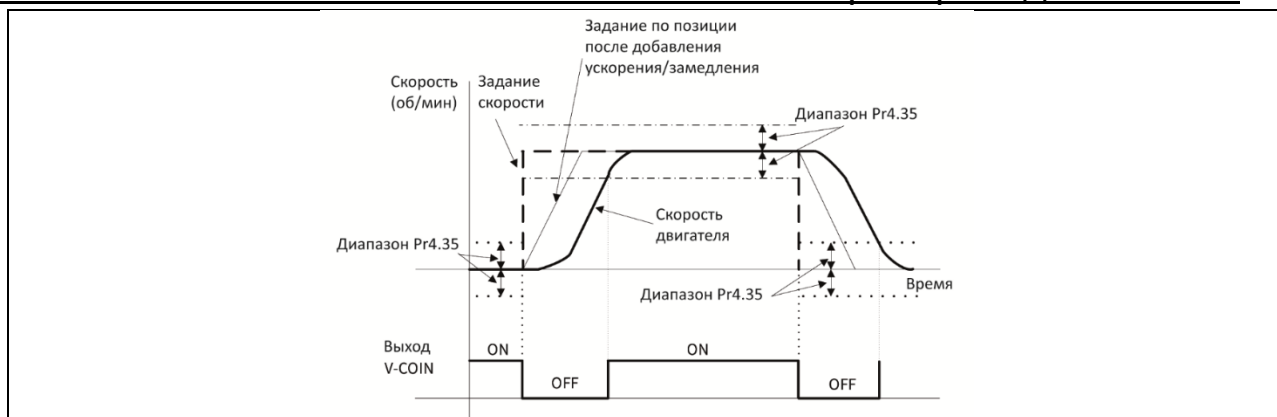 Задание по позиции
после добавления
ускорения/замедления
Скорость
(об/мин)
Задание
скорости
Диапазон Pr4.35
Скорость
двигателя
Диапазон Pr4.35
Диапазон Pr4.35
Время
Выход
V-COIN
ON
OFF
ON
OFF